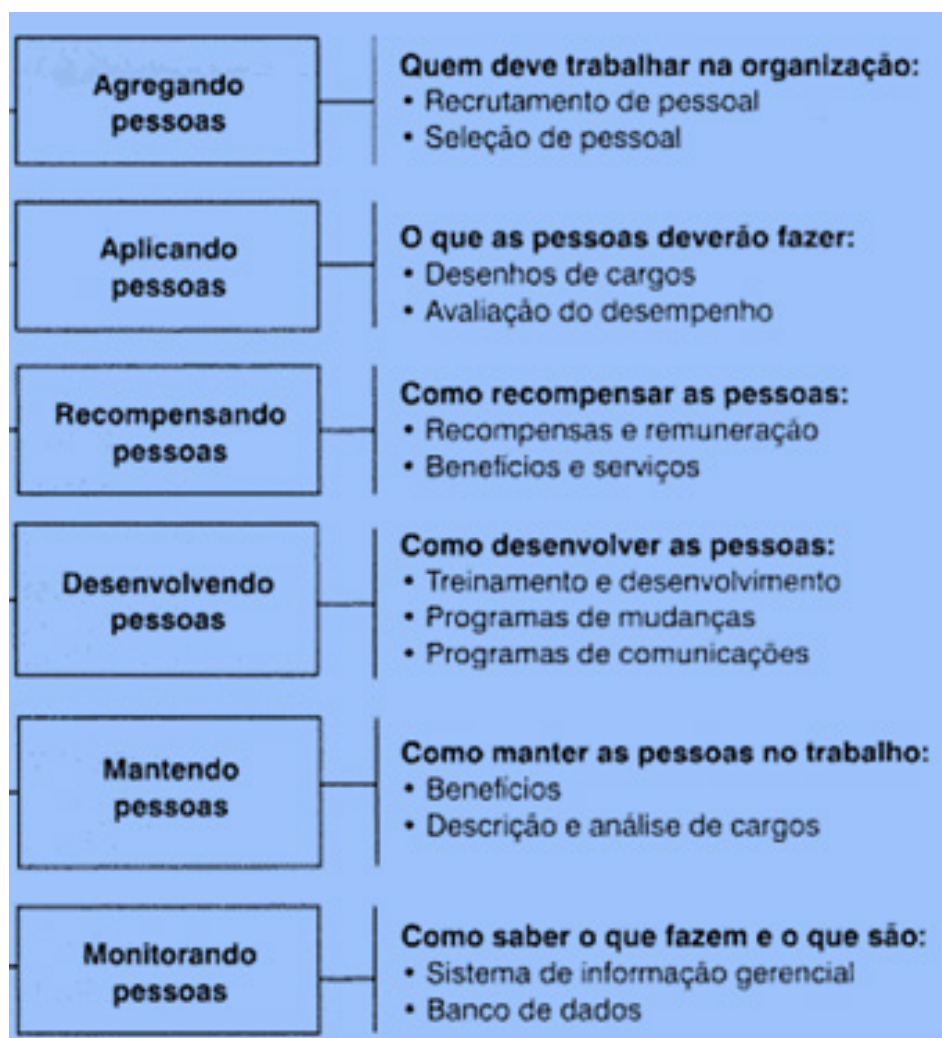 Agregando
pessoas
Quem deve trabalhar na organização:
• Recrutamento de pessoal
• Seleção de pessoal
Aplicando
pessoas
O que as pessoas deverão fazer:
• Desenhos de cargos
• Avaliação do desempenho
Recompensando
pessoas
Como recompensar as pessoas:
• Recompensas e remuneração
• Benefícios e serviços
Desenvolvendo
pessoas
Como desenvolver as pessoas:
• Treinamento e desenvolvimento
• Programas de mudanças
• Programas de comunicações
Mantendo
pessoas
Como manter as pessoas no trabalho:
• Benefícios
• Descrição e análise de cargos
Monitorando
pessoas
Como saber o que fazem e o que são:
• Sistema de informação gerencial
• Banco de dados